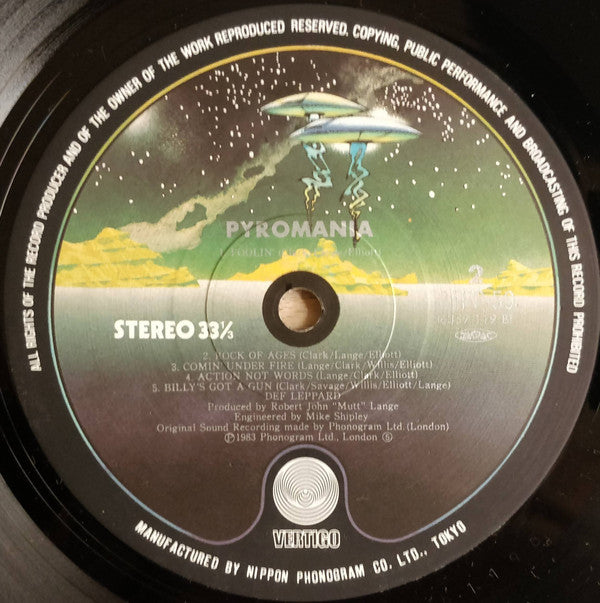 ALL RIGHTS OF THE RECORD PRODUCER AND OF THE OWNER OF THE WORK REPRODUCED RESERVED. COPYING, PUBLIC PERFORMANCE AND BROADCASTING OF THIS RECORD PROHIBITED
PYROMANIA
1. FOOLIN'
STEREO 33⅓
2. ROCK OF AGES (Clark/Lange/Elliott)
3. COMIN' UNDER FIRE (Lange/Clark/Willis/Elliott)
4. ACTION NOT WORDS (Lange/Clark/Elliott)
5. BILLY'S GOT A GUN (Clark/Savage/Willis/Elliott/Lange)
DEF LEPPARD
Produced by Robert John "Mutt" Lange
Engineered by Mike Shipley
Original Sound Recording made by Phonogram Ltd. (London)
Ⓟ1983 Phonogram Ltd., London Ⓢ
VERTIGO
MANUFACTURED BY NIPPON PHONOGRAM CO. LTD., TOKYO